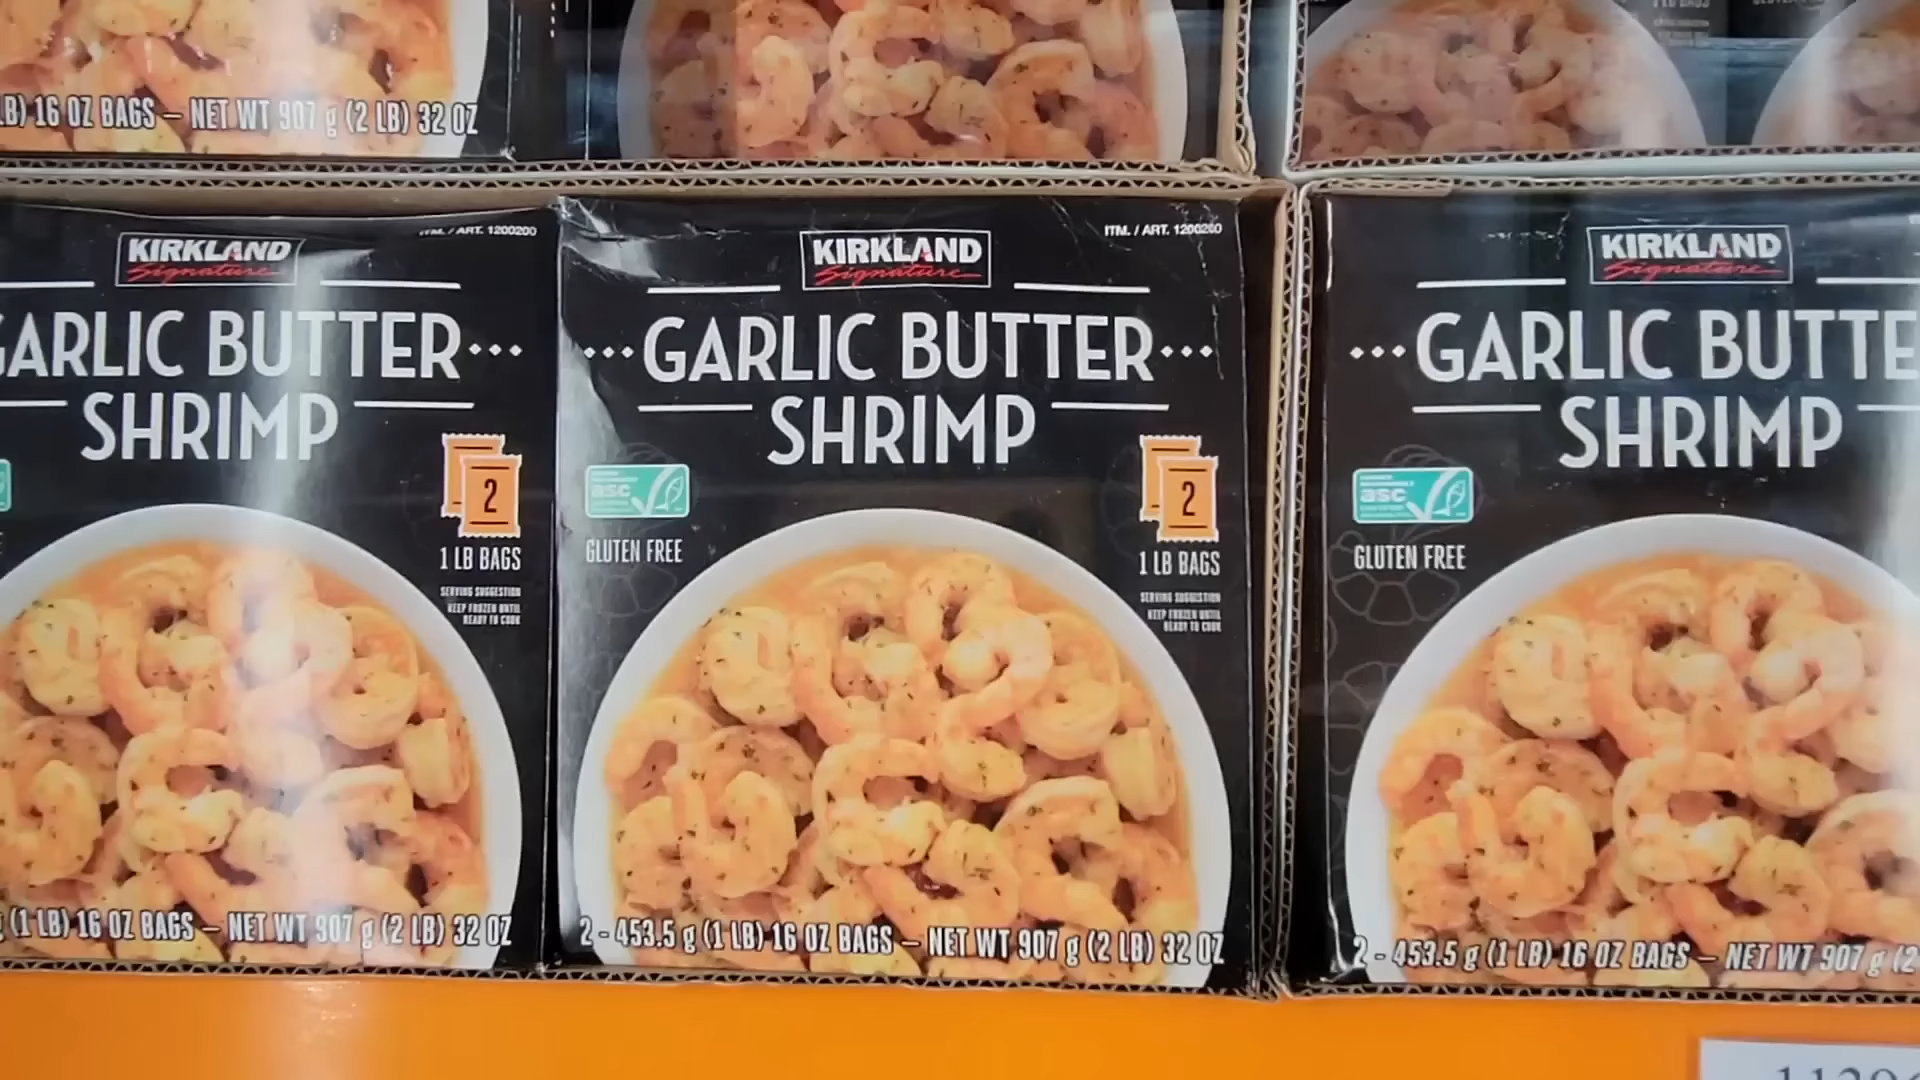 LB) 16 OZ BAGS – NET WT 907 g (2 LB) 32 OZ
KIRKLAND
Signature
ITM. / ART. 1200200
GARLIC BUTTER
SHRIMP
2
1 LB BAGS
SERVING SUGGESTION
KEEP FROZEN UNTIL
READY TO COOK
(1 LB) 16 OZ BAGS – NET WT 907 g (2 LB) 32 OZ
KIRKLAND
Signature
ITM. / ART. 1200200
GARLIC BUTTER
SHRIMP
asc
GLUTEN FREE
2
1 LB BAGS
SERVING SUGGESTION
KEEP FROZEN UNTIL
READY TO COOK
2 - 453.5 g (1 LB) 16 OZ BAGS – NET WT 907 g (2 LB) 32 OZ
KIRKLAND
Signature
GARLIC BUTTE
SHRIMP
asc
GLUTEN FREE
2 - 453.5 g (1 LB) 16 OZ BAGS – NET WT 907 g (2